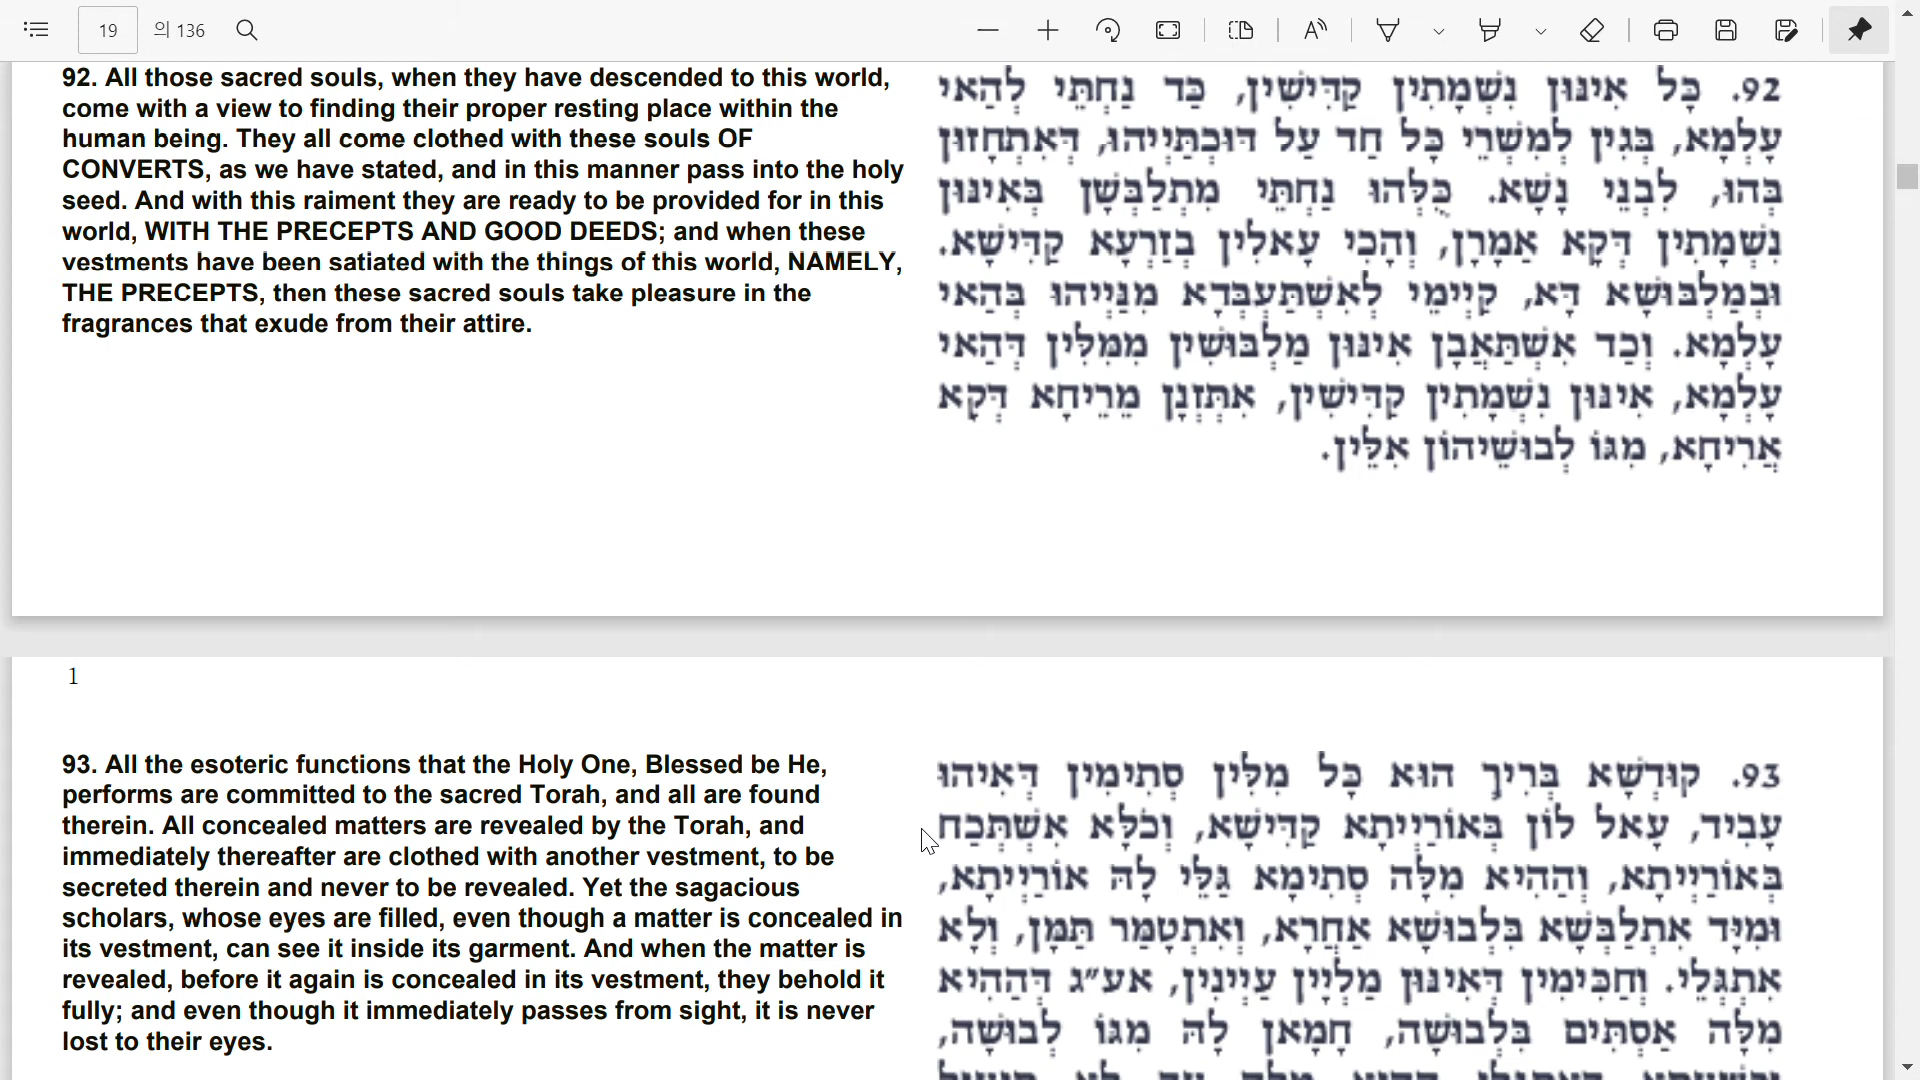 19 의 136
92. All those sacred souls, when they have descended to this world,
come with a view to finding their proper resting place within the
human being. They all come clothed with these souls OF
CONVERTS, as we have stated, and in this manner pass into the holy
seed. And with this raiment they are ready to be provided for in this
world, WITH THE PRECEPTS AND GOOD DEEDS; and when these
vestments have been satiated with the things of this world, NAMELY,
THE PRECEPTS, then these sacred souls take pleasure in the
fragrances that exude from their attire.
92. כָּל אִינּוּן נִשְׁמָתִין קַדִּישִׁין, כַּד נַחְתֵּי לְהַאי
עָלְמָא, בְּגִין לְמִשְׁרֵי כָּל חַד עַל דּוּכְתַּיְיהוּ, דְּאִתְחָזוּן
בְּהוּ, לִבְנֵי נָשָׁא. כֻּלְּהוּ נַחְתֵּי מִתְלַבְּשָׁן בְּאִינּוּן
נִשְׁמָתִין דְּקָא אַמָרָן, וְהָכִי עָאלִין בְּזַרְעָא קַדִּישָׁא.
וּבְמַלְבּוּשָׁא דָּא, קַיְימֵי לְאִשְׁתַּעְבְּדָא מִנַּיְיהוּ בְּהַאי
עָלְמָא. וְכַד אִשְׁתַּאֲבָן אִינּוּן מַלְבּוּשִׁין מִמִּלִּין דְּהַאי
עָלְמָא, אִינּוּן נִשְׁמָתִין קַדִּישִׁין, אִתְּזְנָן מֵרֵיחָא דְּקָא
אֲרִיחָא, מִגּוֹ לְבוּשֵׁיהוֹן אִלֵּין.
1
93. All the esoteric functions that the Holy One, Blessed be He,
performs are committed to the sacred Torah, and all are found
therein. All concealed matters are revealed by the Torah, and
immediately thereafter are clothed with another vestment, to be
secreted therein and never to be revealed. Yet the sagacious
scholars, whose eyes are filled, even though a matter is concealed in
its vestment, can see it inside its garment. And when the matter is
revealed, before it again is concealed in its vestment, they behold it
fully; and even though it immediately passes from sight, it is never
lost to their eyes.
93. קוּדְשָׁא בְּרִיךְ הוּא כָּל מִלִּין סְתִימִין דְּאִיהוּ
עָבִיד, עָאל לוֹן בְּאוֹרַיְיתָא קַדִּישָׁא, וְכֹלָּא אִשְׁתְּכַח
בְּאוֹרַיְיתָא, וְהַהִיא מִלָּה סְתִימָא גַּלֵּי לָהּ אוֹרַיְיתָא,
וּמִיָּד אִתְלַבְּשָׁא בִּלְבוּשָׁא אַחֲרָא, וְאִתְטָמַר תַּמָּן, וְלָא
אִתְגְּלֵי. וְחַכִּימִין דְּאִינּוּן מַלְיָין עַיְינִין, אע״ג דְּהַהִיא
מִלָּה אַסְתִּים בִּלְבוּשָׁהּ, חָמָאן לָהּ מִגּוֹ לְבוּשָׁהּ,